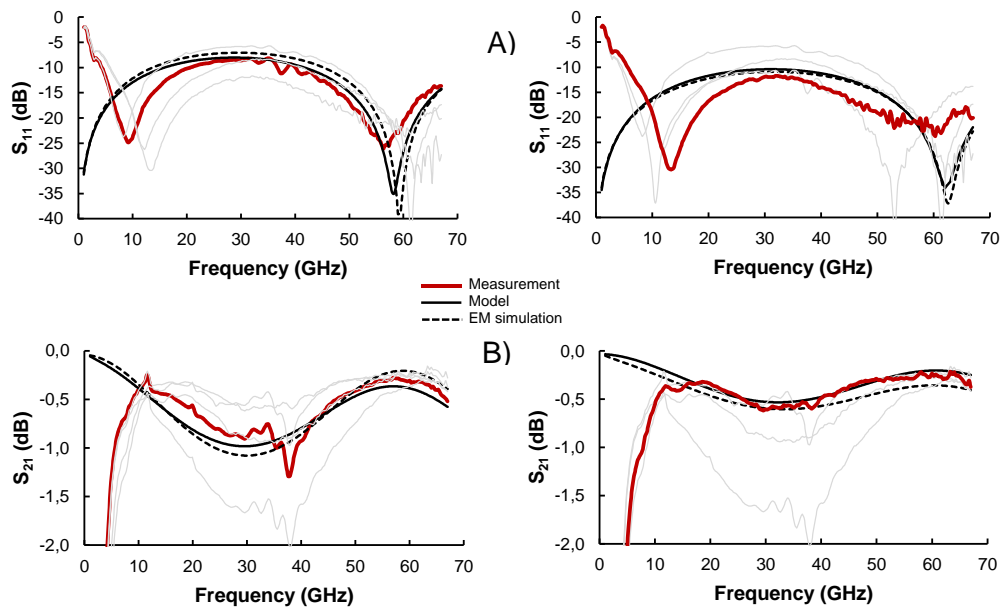 A)
0
-5
-10
-15
-20
-25
-30
-35
-40
S11 (dB)
0 10 20 30 40 50 60 70
Frequency (GHz)
0
-5
-10
-15
-20
-25
-30
-35
-40
S11 (dB)
0 10 20 30 40 50 60 70
Frequency (GHz)
Measurement
Model
EM simulation
B)
0,0
-0,5
-1,0
-1,5
-2,0
S21 (dB)
0 10 20 30 40 50 60 70
Frequency (GHz)
0,0
-0,5
-1,0
-1,5
-2,0
S21 (dB)
0 10 20 30 40 50 60 70
Frequency (GHz)